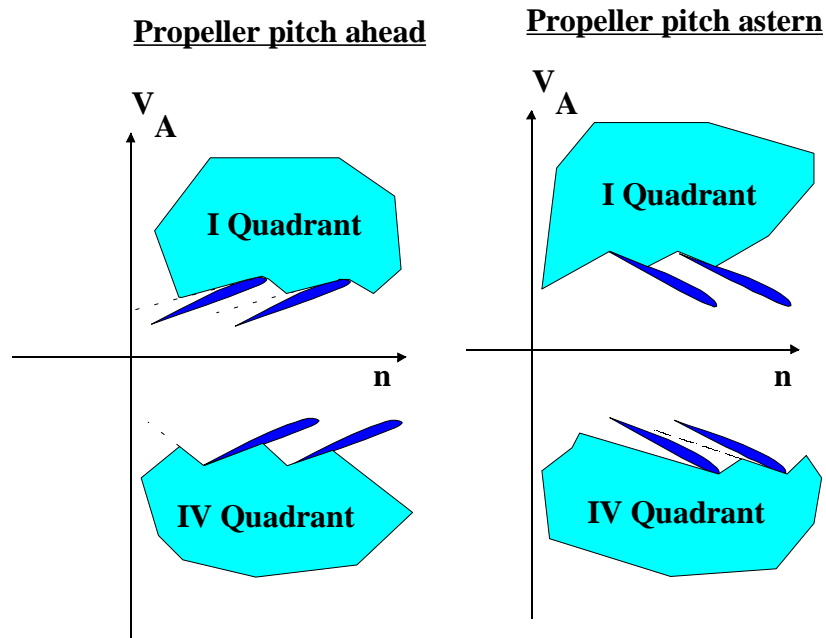 Propeller pitch ahead
Propeller pitch astern
V
A
I Quadrant
n
IV Quadrant
V
A
I Quadrant
n
IV Quadrant